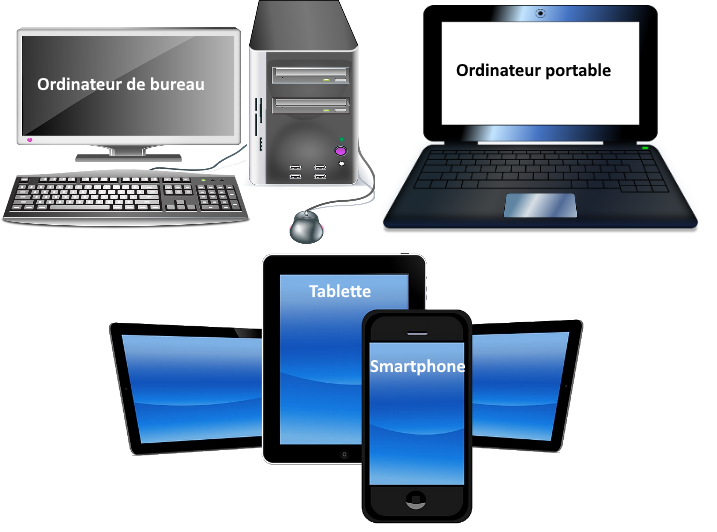 Ordinateur de bureau
Ordinateur portable
Tablette
Smartphone